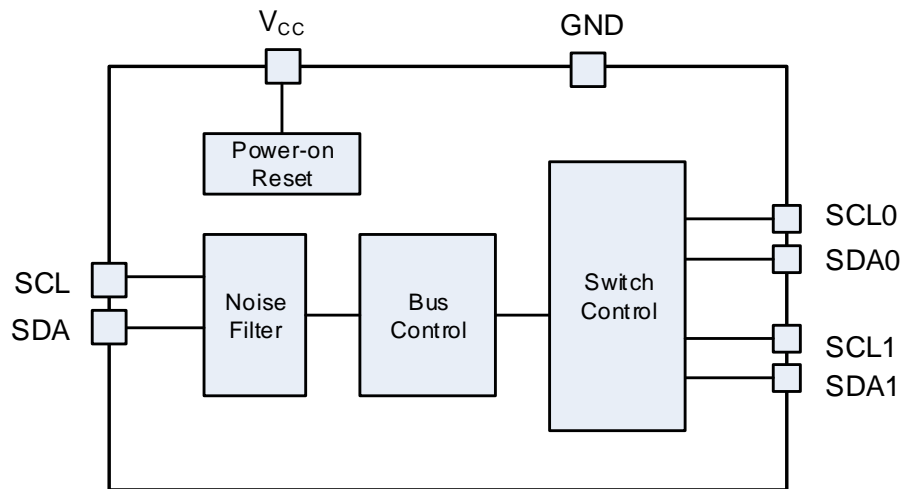 VCC
GND
Power-on
Reset
SCL
SDA
Noise
Filter
Bus
Control
Switch
Control
SCL0
SDA0
SCL1
SDA1